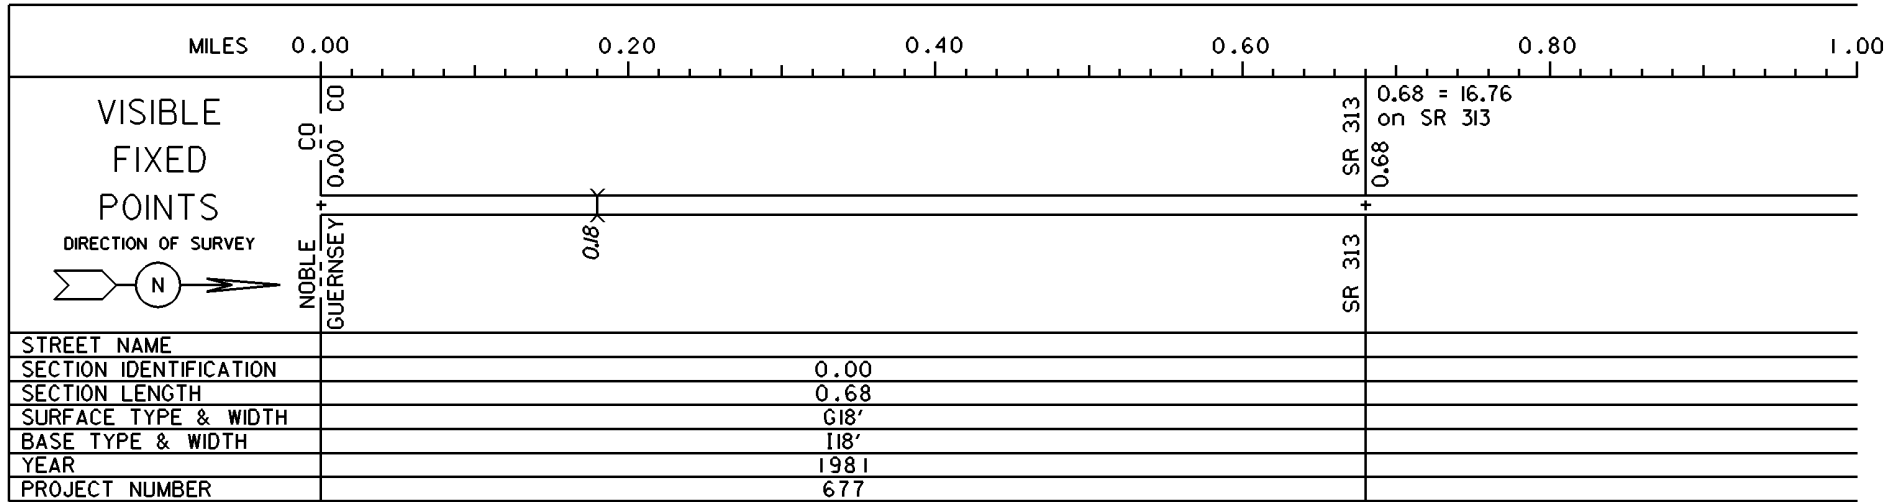 MILES 0.00 0.20 0.40 0.60 0.80 1.00
VISIBLE
FIXED
POINTS
DIRECTION OF SURVEY
N
NOBLE CO
GUERNSEY CO
0.00
0.18
SR 313
SR 313
0.68
0.68 = 16.76
on SR 313
STREET NAME
SECTION IDENTIFICATION 0.00
SECTION LENGTH 0.68
SURFACE TYPE & WIDTH G18'
BASE TYPE & WIDTH I18'
YEAR 1981
PROJECT NUMBER 677